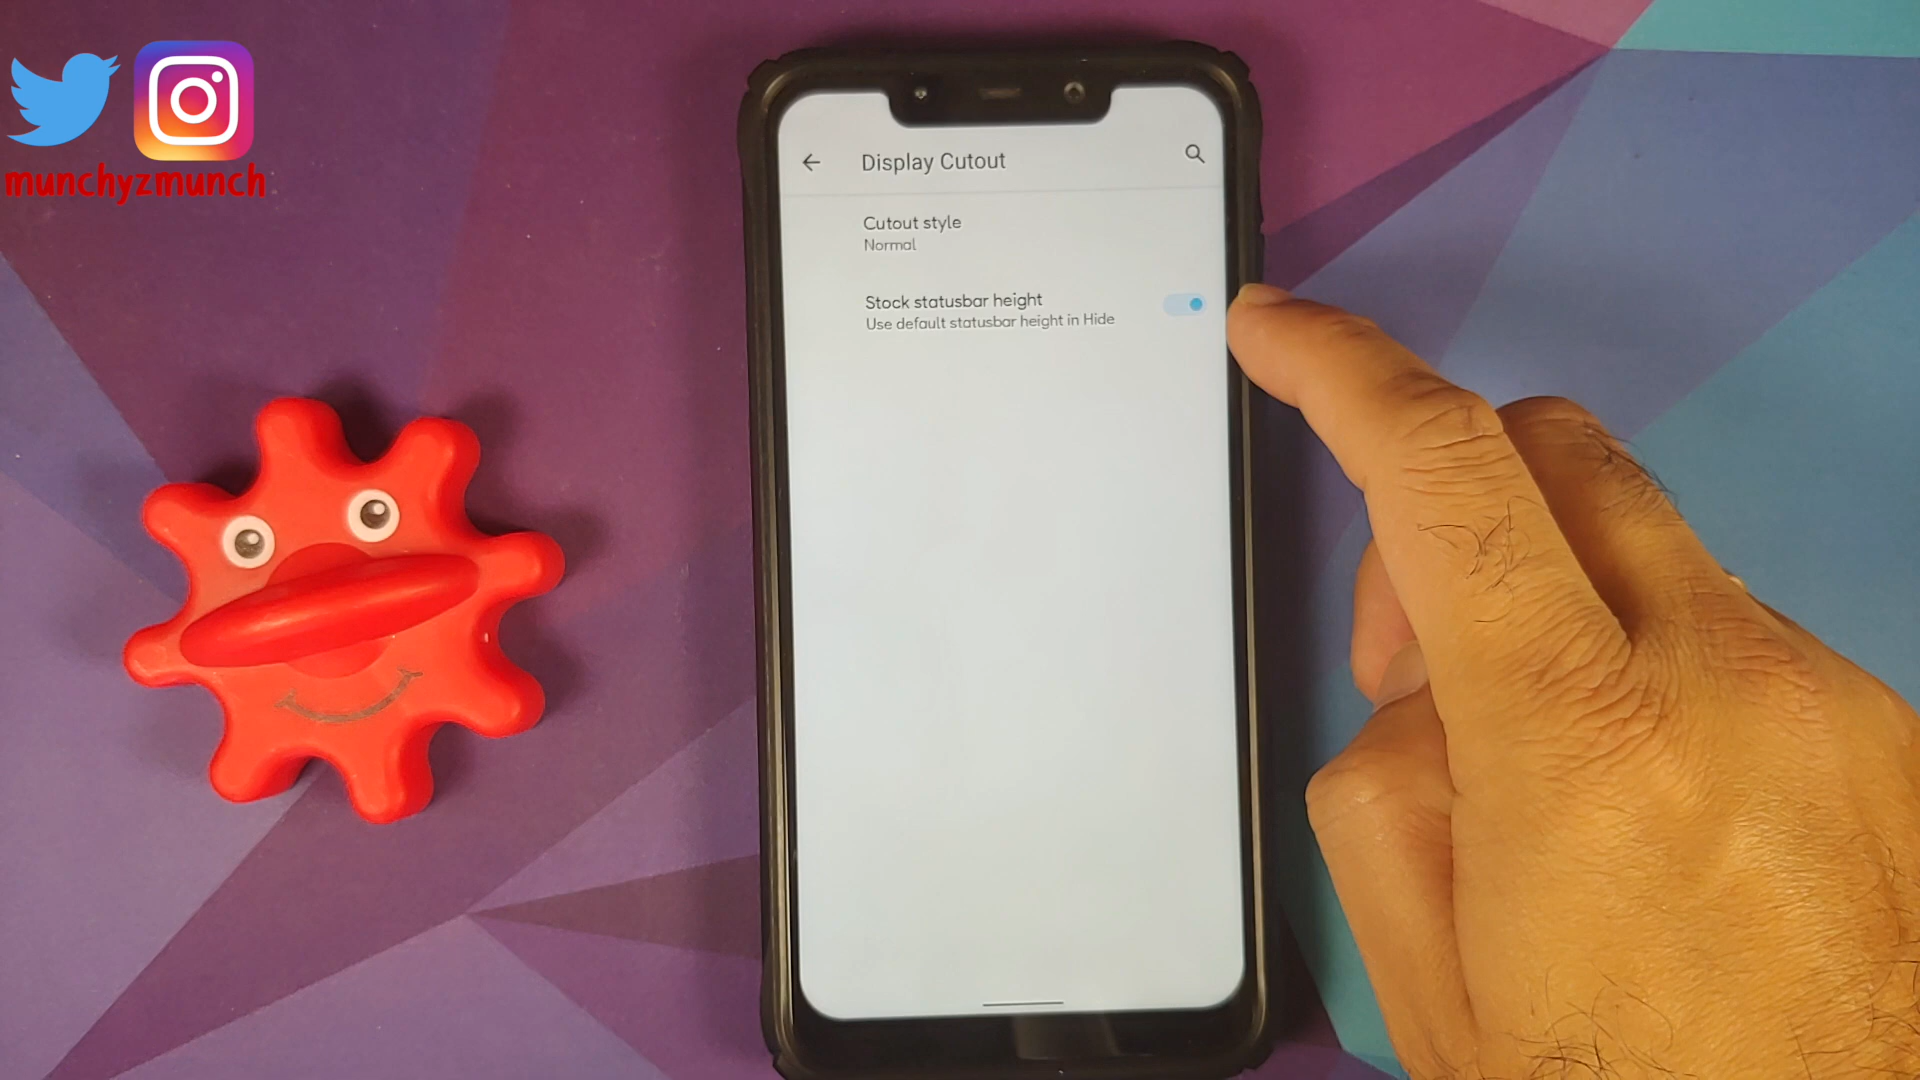 munchyzmunch
Display Cutout
Cutout style
Normal
Stock statusbar height
Use default statusbar height in Hide